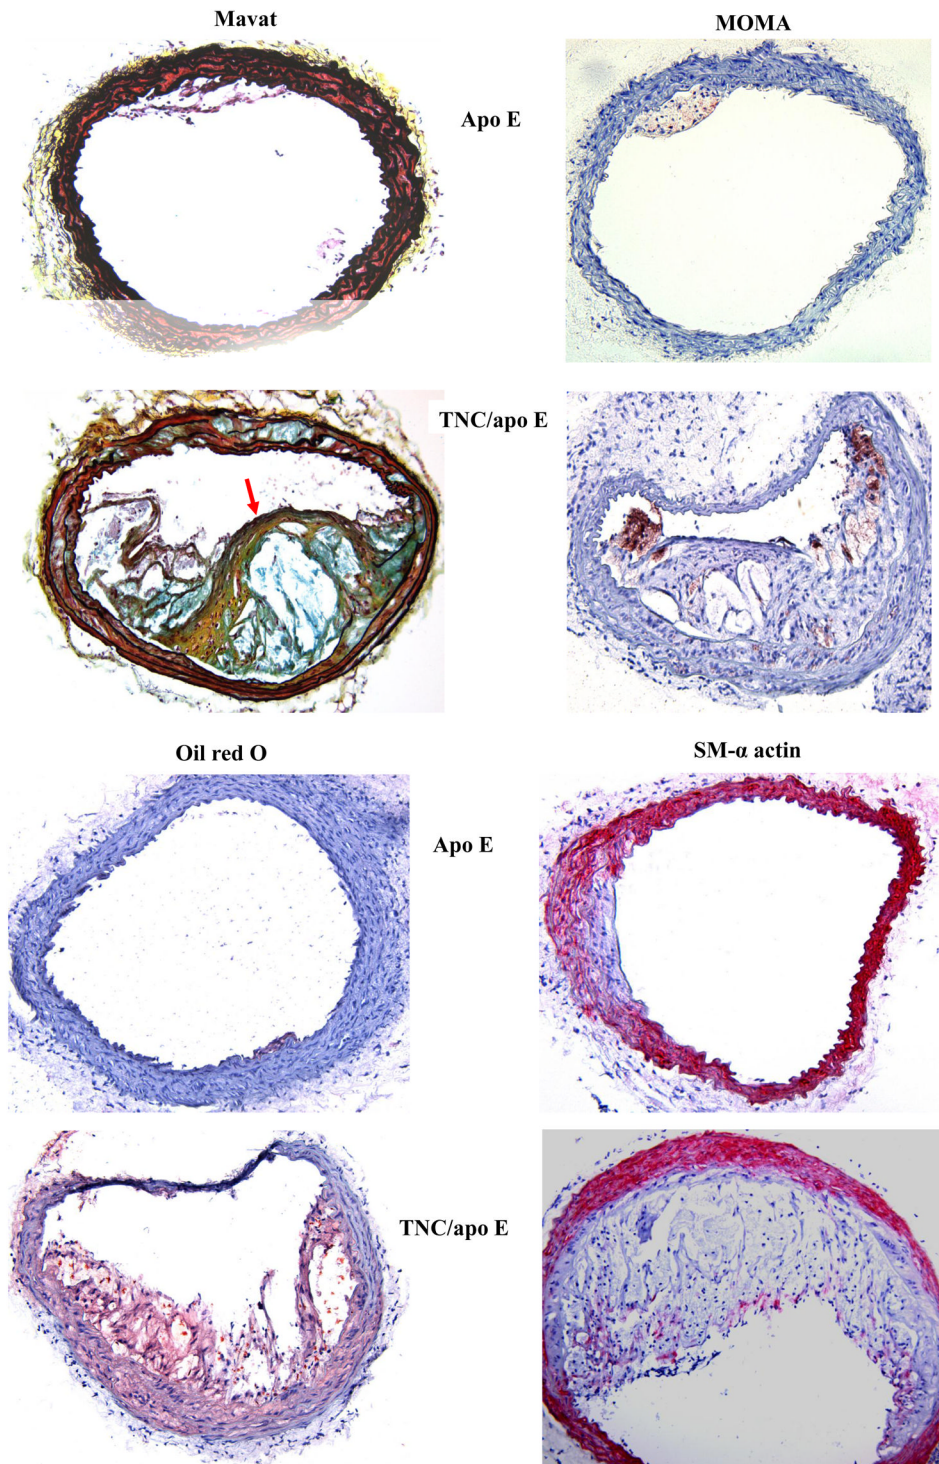 Mavat
MOMA
Apo E
TNC/apo E
Oil red O
SM-α actin
Apo E
TNC/apo E